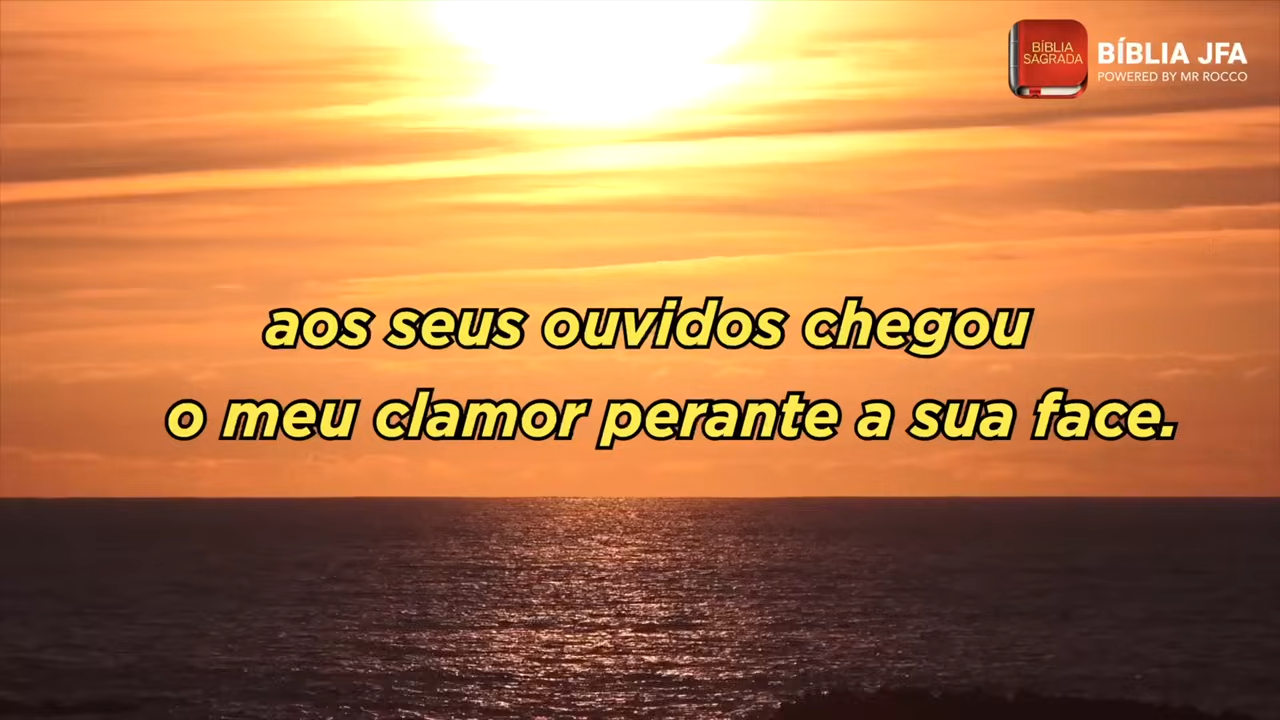 BÍBLIA
SAGRADA
BÍBLIA JFA
POWERED BY MR ROCCO
aos seus ouvidos chegou
o meu clamor perante a sua face.